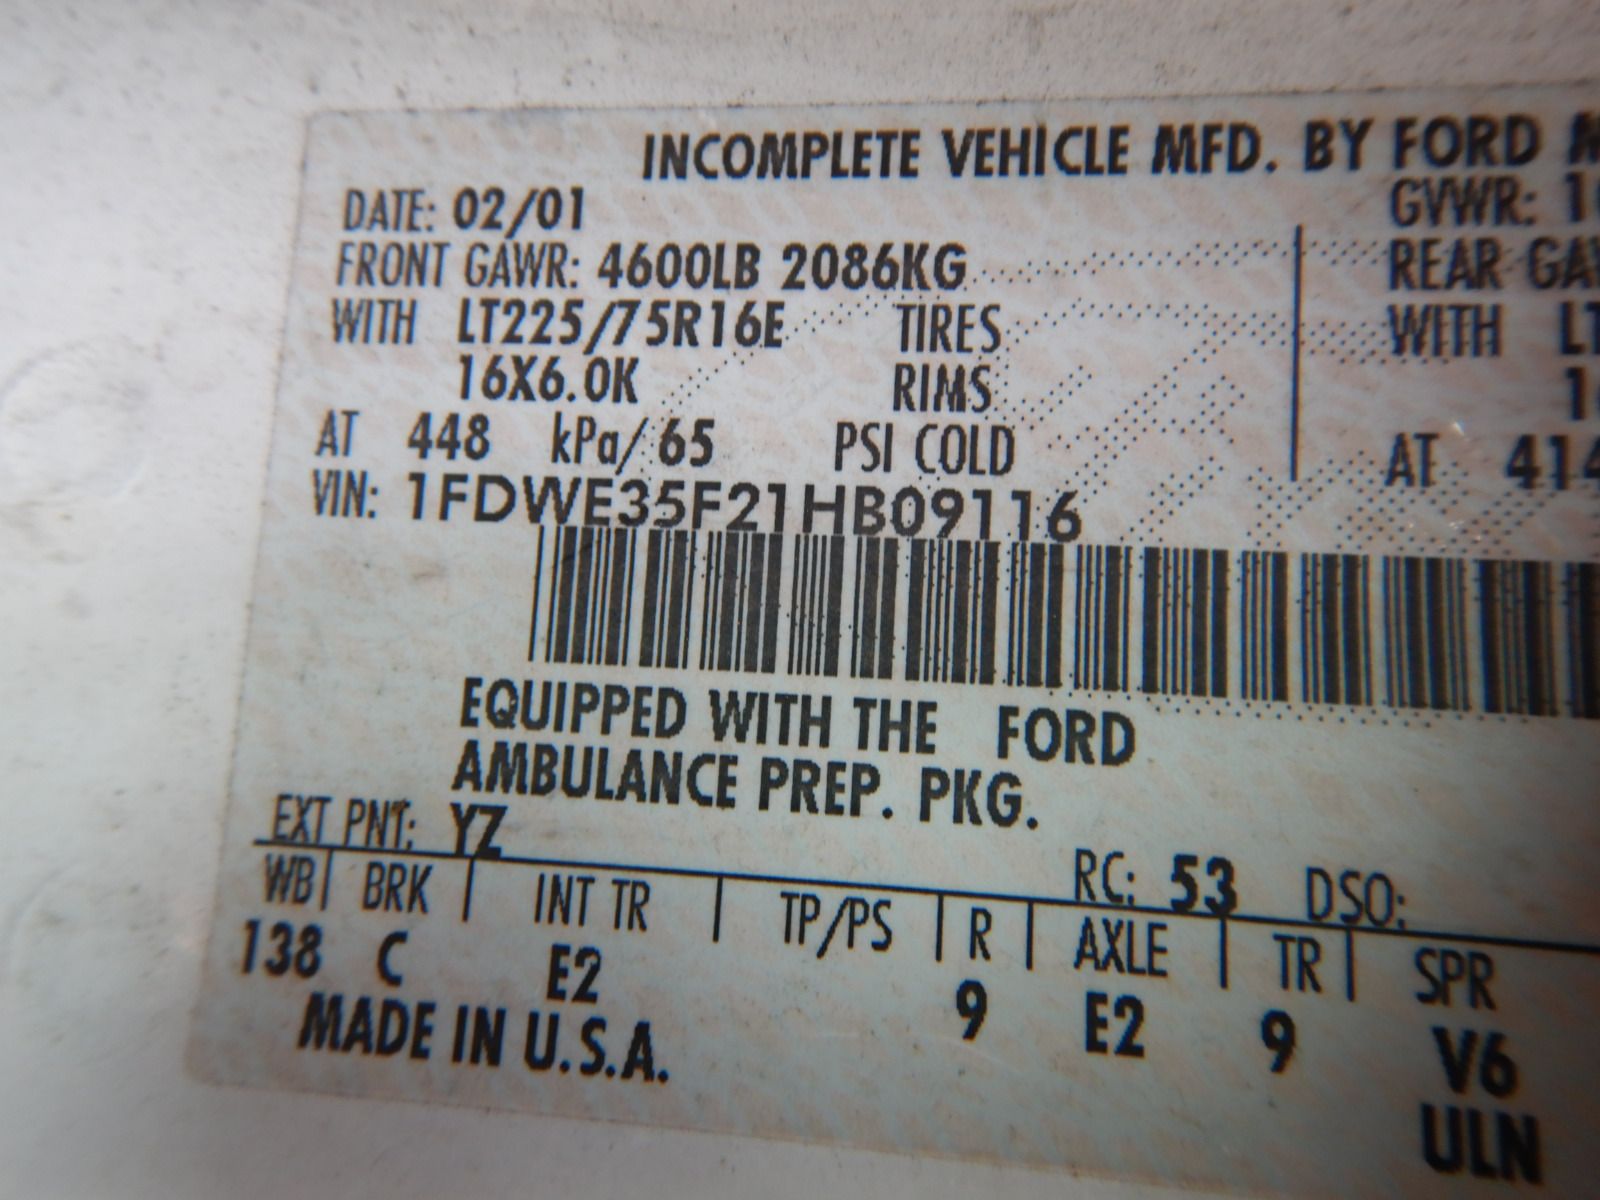 INCOMPLETE VEHICLE MFD. BY FORD
DATE: 02/01 GVWR:
FRONT GAWR: 4600LB 2086KG REAR
WITH LT225/75R16E TIRES WITH
16X6.0K RIMS
AT 448 kPa/ 65 PSI COLD AT 414
VIN: 1FDWE35F21HB09116
EQUIPPED WITH THE FORD
AMBULANCE PREP. PKG.
EXT PNT: YZ RC: 53 DSO:
WB | BRK | INT TR | TP/PS | R | AXLE | TR | SPR
138 C E2 9 E2 9 V6
MADE IN U.S.A. ULN